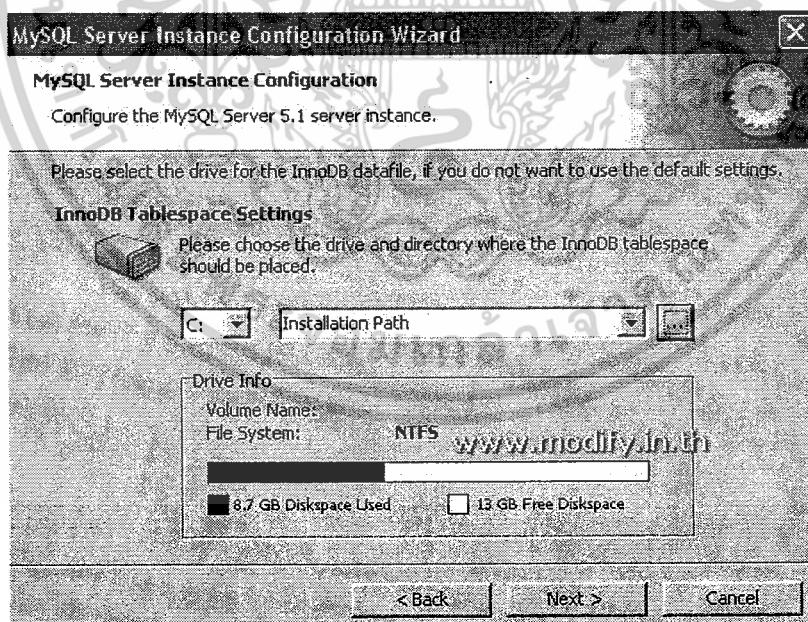 MySQL Server Instance Configuration Wizard
MySQL Server Instance Configuration
Configure the MySQL Server 5.1 server instance.
Please select the drive for the InnoDB datafile, if you do not want to use the default settings.
InnoDB Tablespace Settings
Please choose the drive and directory where the InnoDB tablespace
should be placed.
C: Installation Path ...
Drive Info
Volume Name:
File System: NTFS
www.modify.in.th
8.7 GB Diskspace Used 13 GB Free Diskspace
< Back Next > Cancel